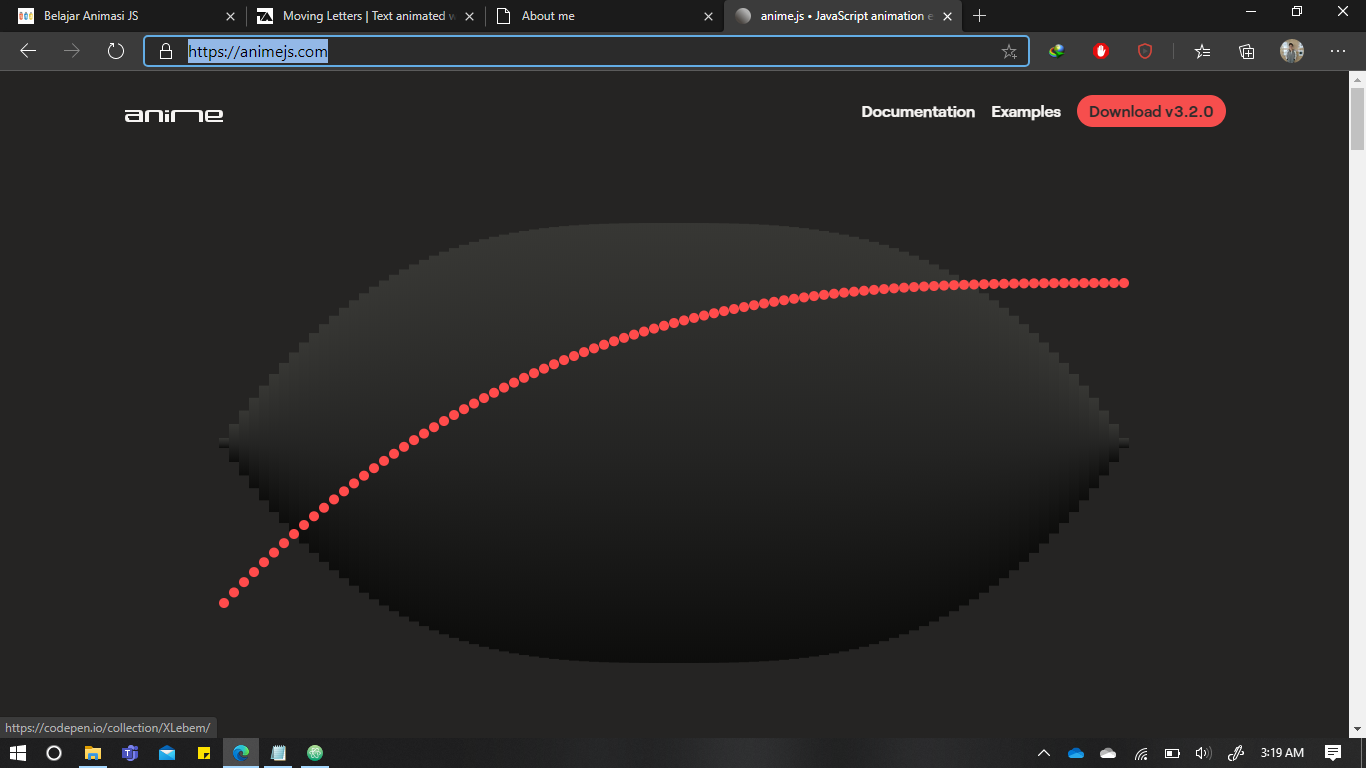 Belajar Animasi JS
Moving Letters | Text animated w
About me
anime.js • JavaScript animation e
https://animejs.com
anime
Documentation
Examples
Download v3.2.0
https://codepen.io/collection/XLebem/
3:19 AM